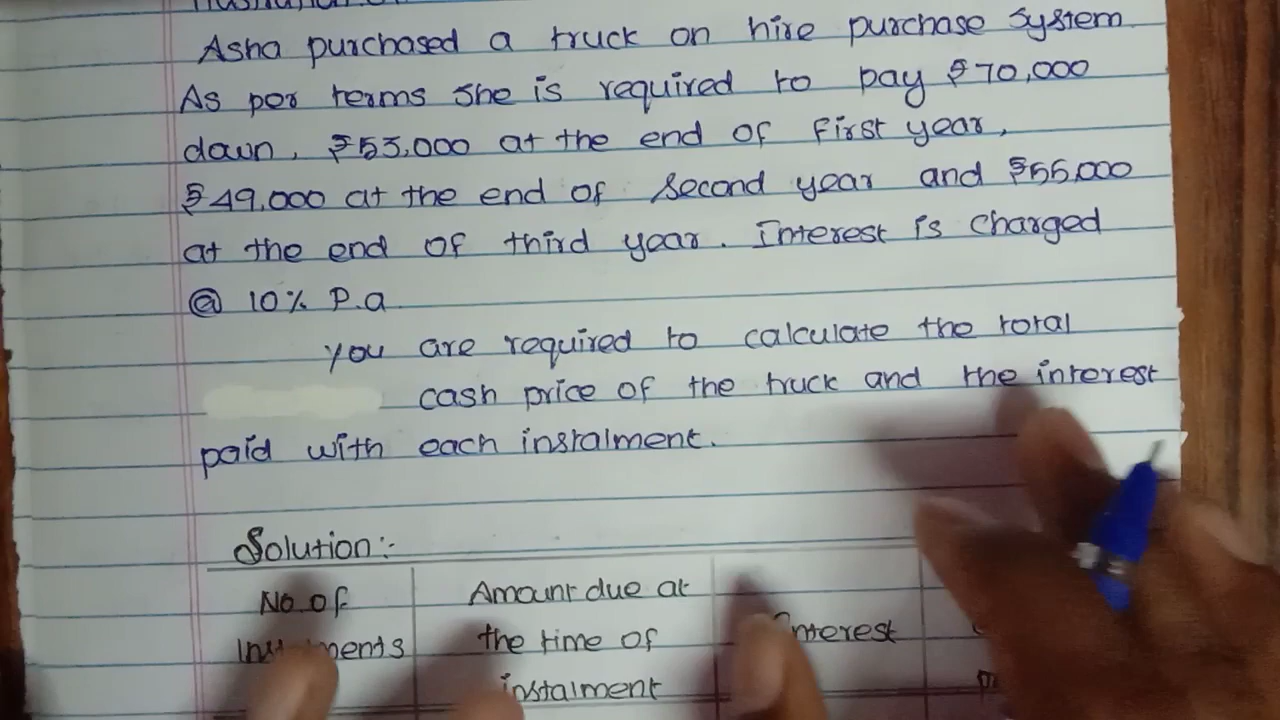 Asha purchased a truck on hire purchase system
As per terms she is required to pay ₹70,000
down, ₹53,000 at the end of first year,
₹49,000 at the end of second year and ₹55,000
at the end of third year. Interest is charged
@ 10% P.a
you are required to calculate the total
cash price of the truck and the interest
paid with each instalment.
Solution:-
No of Amount due at
the time of Interest
instalment